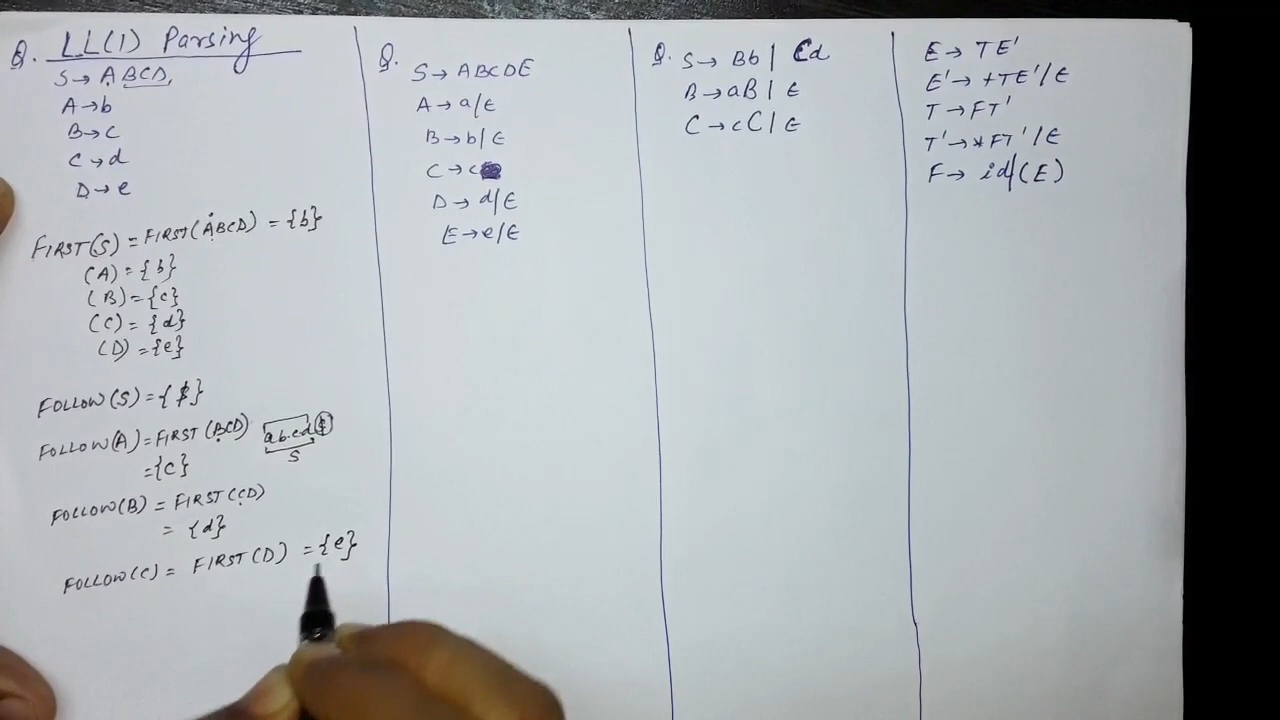 Q. LL(1) Parsing
S → ABCD
A → b
B → c
C → d
D → e
FIRST(S) = FIRST(ABCD) = {b}
(A) = {b}
(B) = {c}
(C) = {d}
(D) = {e}
FOLLOW(S) = {$}
FOLLOW(A) = FIRST(BCD) abcd$
S
= {c}
FOLLOW(B) = FIRST(CD)
= {d}
FOLLOW(C) = FIRST(D) = {e}
Q.
S → ABCDE
A → a/ε
B → b/ε
C → c
D → d/ε
E → e/ε
Q. S → Bb | Cd
B → aB | ε
C → cC | ε
E → TE'
E' → +TE'/ε
T → FT'
T' → *FT'/ε
F → id/(E)